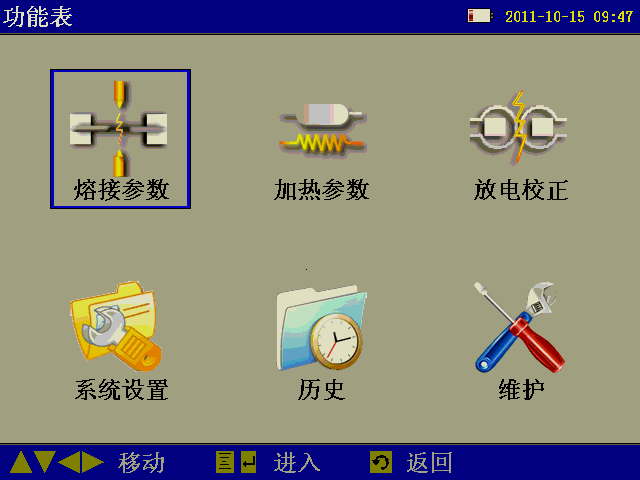 功能表
2011-10-15 09:47
熔接参数 加热参数 放电校正
系统设置 历史 维护
移动 进入 返回